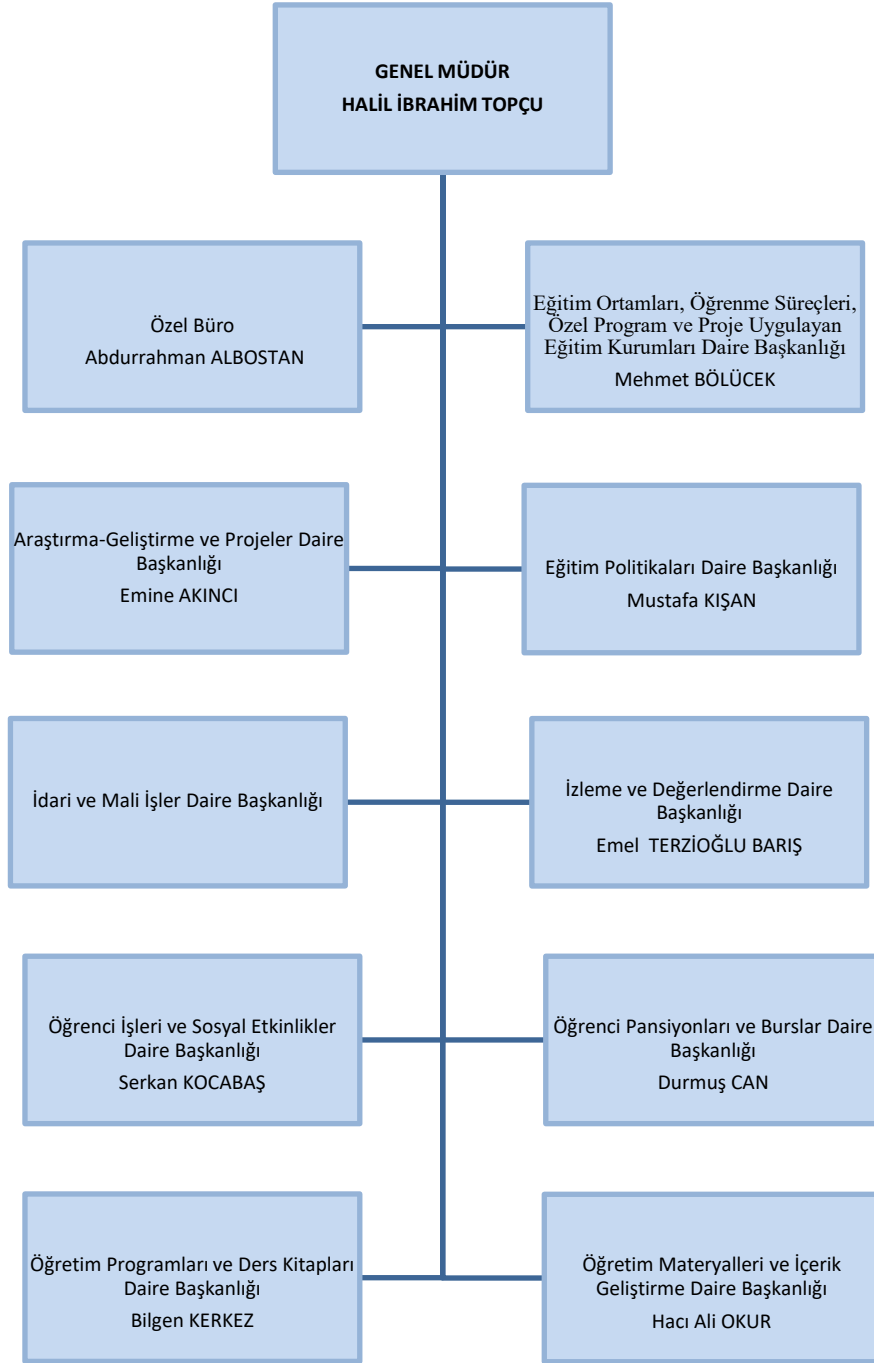 GENEL MÜDÜR
HALİL İBRAHİM TOPÇU
Özel Büro
Abdurrahman ALBOSTAN
Eğitim Ortamları, Öğrenme Süreçleri,
Özel Program ve Proje Uygulayan
Eğitim Kurumları Daire Başkanlığı
Mehmet BÖLÜCEK
Araştırma-Geliştirme ve Projeler Daire
Başkanlığı
Emine AKINCI
Eğitim Politikaları Daire Başkanlığı
Mustafa KIŞAN
İdari ve Mali İşler Daire Başkanlığı
İzleme ve Değerlendirme Daire
Başkanlığı
Emel  TERZİOĞLU BARIŞ
Öğrenci İşleri ve Sosyal Etkinlikler
Daire Başkanlığı
Serkan KOCABAŞ
Öğrenci Pansiyonları ve Burslar Daire
Başkanlığı
Durmuş CAN
Öğretim Programları ve Ders Kitapları
Daire Başkanlığı
Bilgen KERKEZ
Öğretim Materyalleri ve İçerik
Geliştirme Daire Başkanlığı
Hacı Ali OKUR